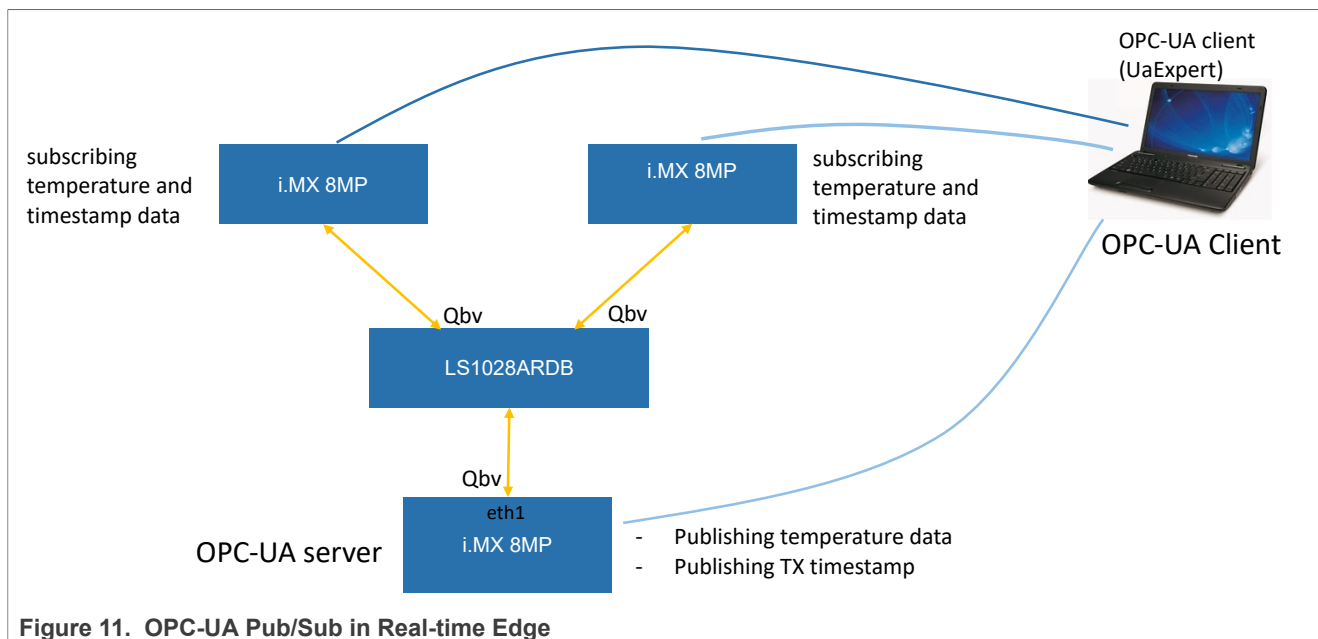 OPC-UA client
(UaExpert)
subscribing
temperature and
timestamp data
i.MX 8MP
i.MX 8MP
subscribing
temperature and
timestamp data
OPC-UA Client
Qbv
Qbv
LS1028ARDB
Qbv
eth1
i.MX 8MP
OPC-UA server
- Publishing temperature data
- Publishing TX timestamp
Figure 11. OPC-UA Pub/Sub in Real-time Edge